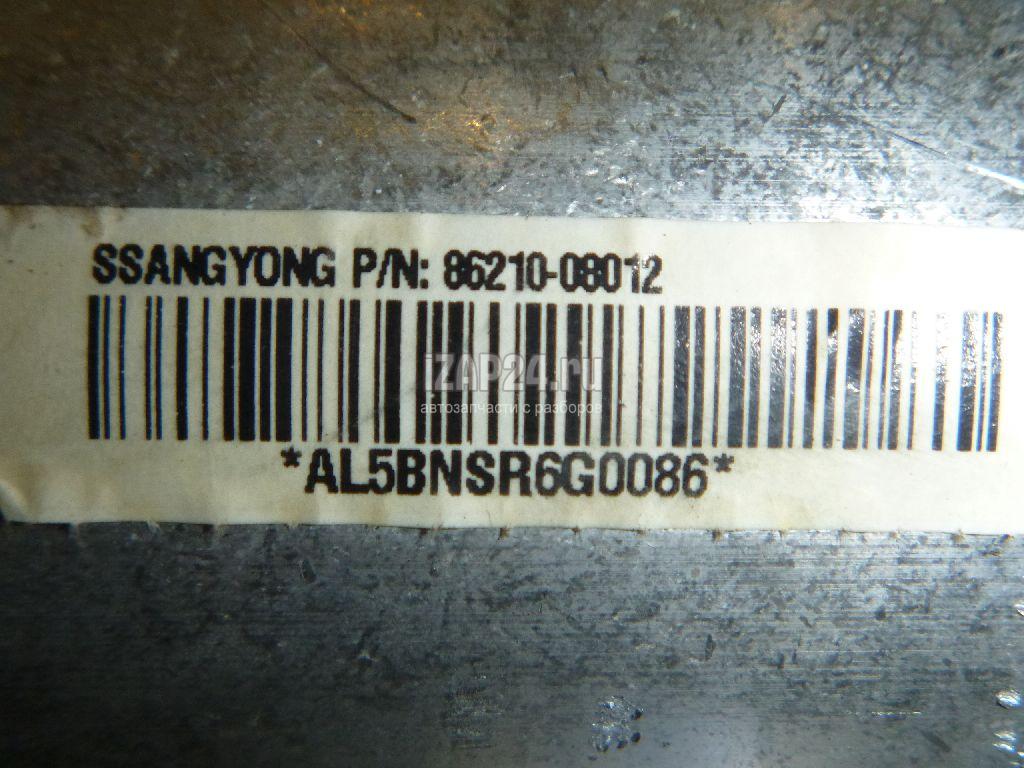 SSANGYONG P/N: 86210-08012
iZAP24.ru
автозапчасти с разборов
*AL5BNSR6G0086*